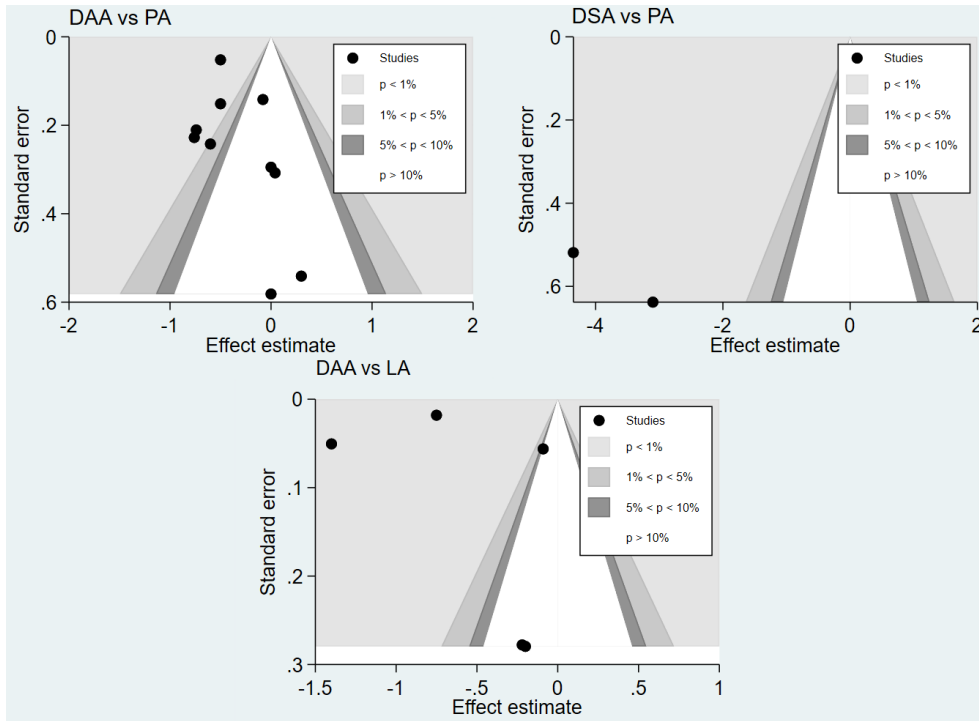 DAA vs PA
0
.2
.4
.6
Standard error
-2
-1
0
1
2
Effect estimate
Studies
p < 1%
1% < p < 5%
5% < p < 10%
p > 10%
DSA vs PA
0
.2
.4
.6
Standard error
-4
-2
0
2
Effect estimate
Studies
p < 1%
1% < p < 5%
5% < p < 10%
p > 10%
DAA vs LA
0
.1
.2
.3
Standard error
-1.5
-1
-.5
0
.5
1
Effect estimate
Studies
p < 1%
1% < p < 5%
5% < p < 10%
p > 10%